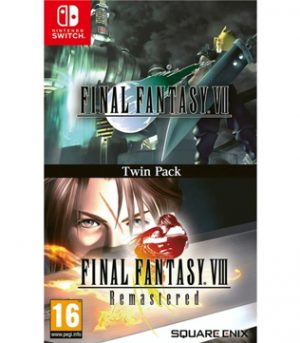 NINTENDO
SWITCH
FINAL FANTASY VII
Twin Pack
FINAL FANTASY VIII
Remastered
16
www.pegi.info
SQUARE ENIX